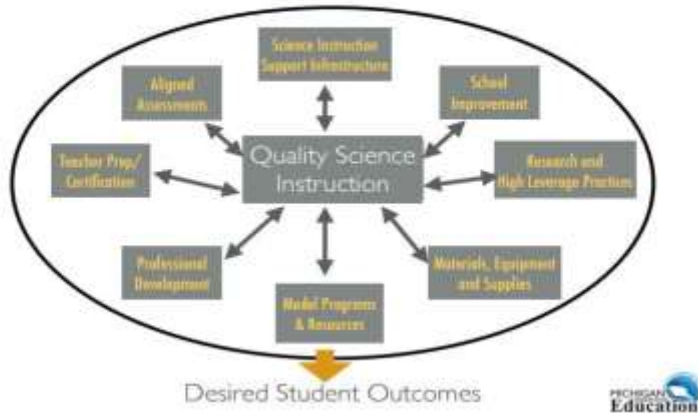 Science Instruction
Support Infrastructure
Aligned
Assessments
School
Improvement
Quality Science
Instruction
Teacher Prep/
Certification
Research and
High Leverage Practices
Professional
Development
Materials, Equipment
and Supplies
Model Programs
& Resources
Desired Student Outcomes
MICHIGAN
Education